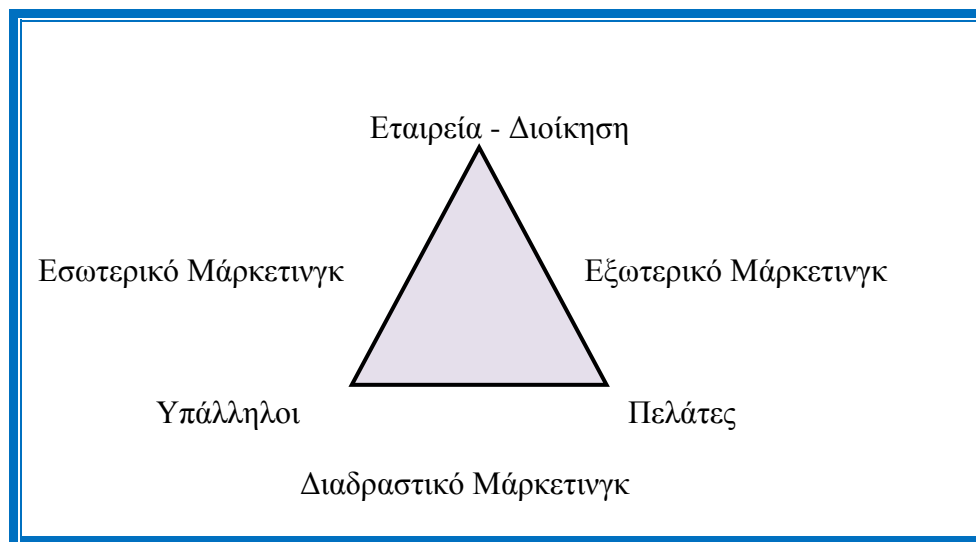 Εταιρεία - Διοίκηση
Εσωτερικό Μάρκετινγκ
Εξωτερικό Μάρκετινγκ
Υπάλληλοι
Πελάτες
Διαδραστικό Μάρκετινγκ